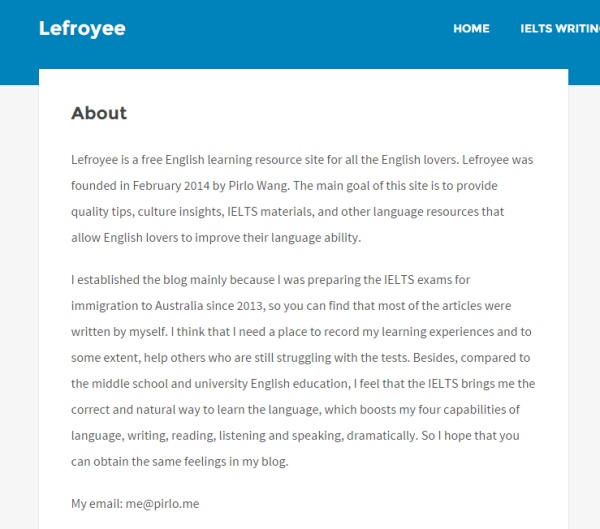 Lefroyee
HOME IELTS WRITING
About
Lefroyee is a free English learning resource site for all the English lovers. Lefroyee was
founded in February 2014 by Pirlo Wang. The main goal of this site is to provide
quality tips, culture insights, IELTS materials, and other language resources that
allow English lovers to improve their language ability.
I established the blog mainly because I was preparing the IELTS exams for
immigration to Australia since 2013, so you can find that most of the articles were
written by myself. I think that I need a place to record my learning experiences and to
some extent, help others who are still struggling with the tests. Besides, compared to
the middle school and university English education, I feel that the IELTS brings me the
correct and natural way to learn the language, which boosts my four capabilities of
language, writing, reading, listening and speaking, dramatically. So I hope that you
can obtain the same feelings in my blog.
My email: me@pirlo.me